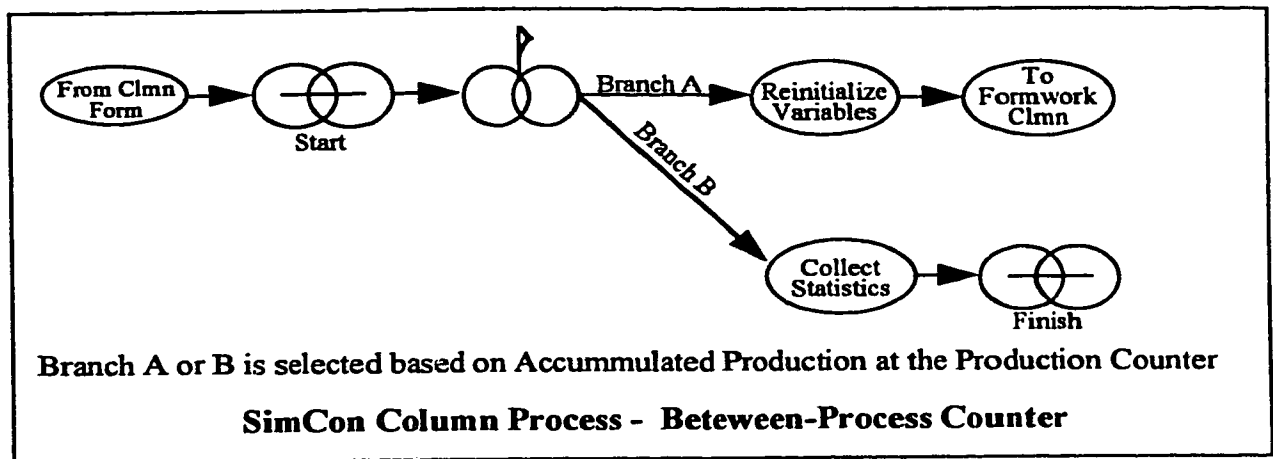 From Clmn
Form
Start
Branch A
Reinitialize
Variables
To
Formwork
Clmn
Branch B
Collect
Statistics
Finish
Branch A or B is selected based on Accummulated Production at the Production Counter
SimCon Column Process - Beteween-Process Counter